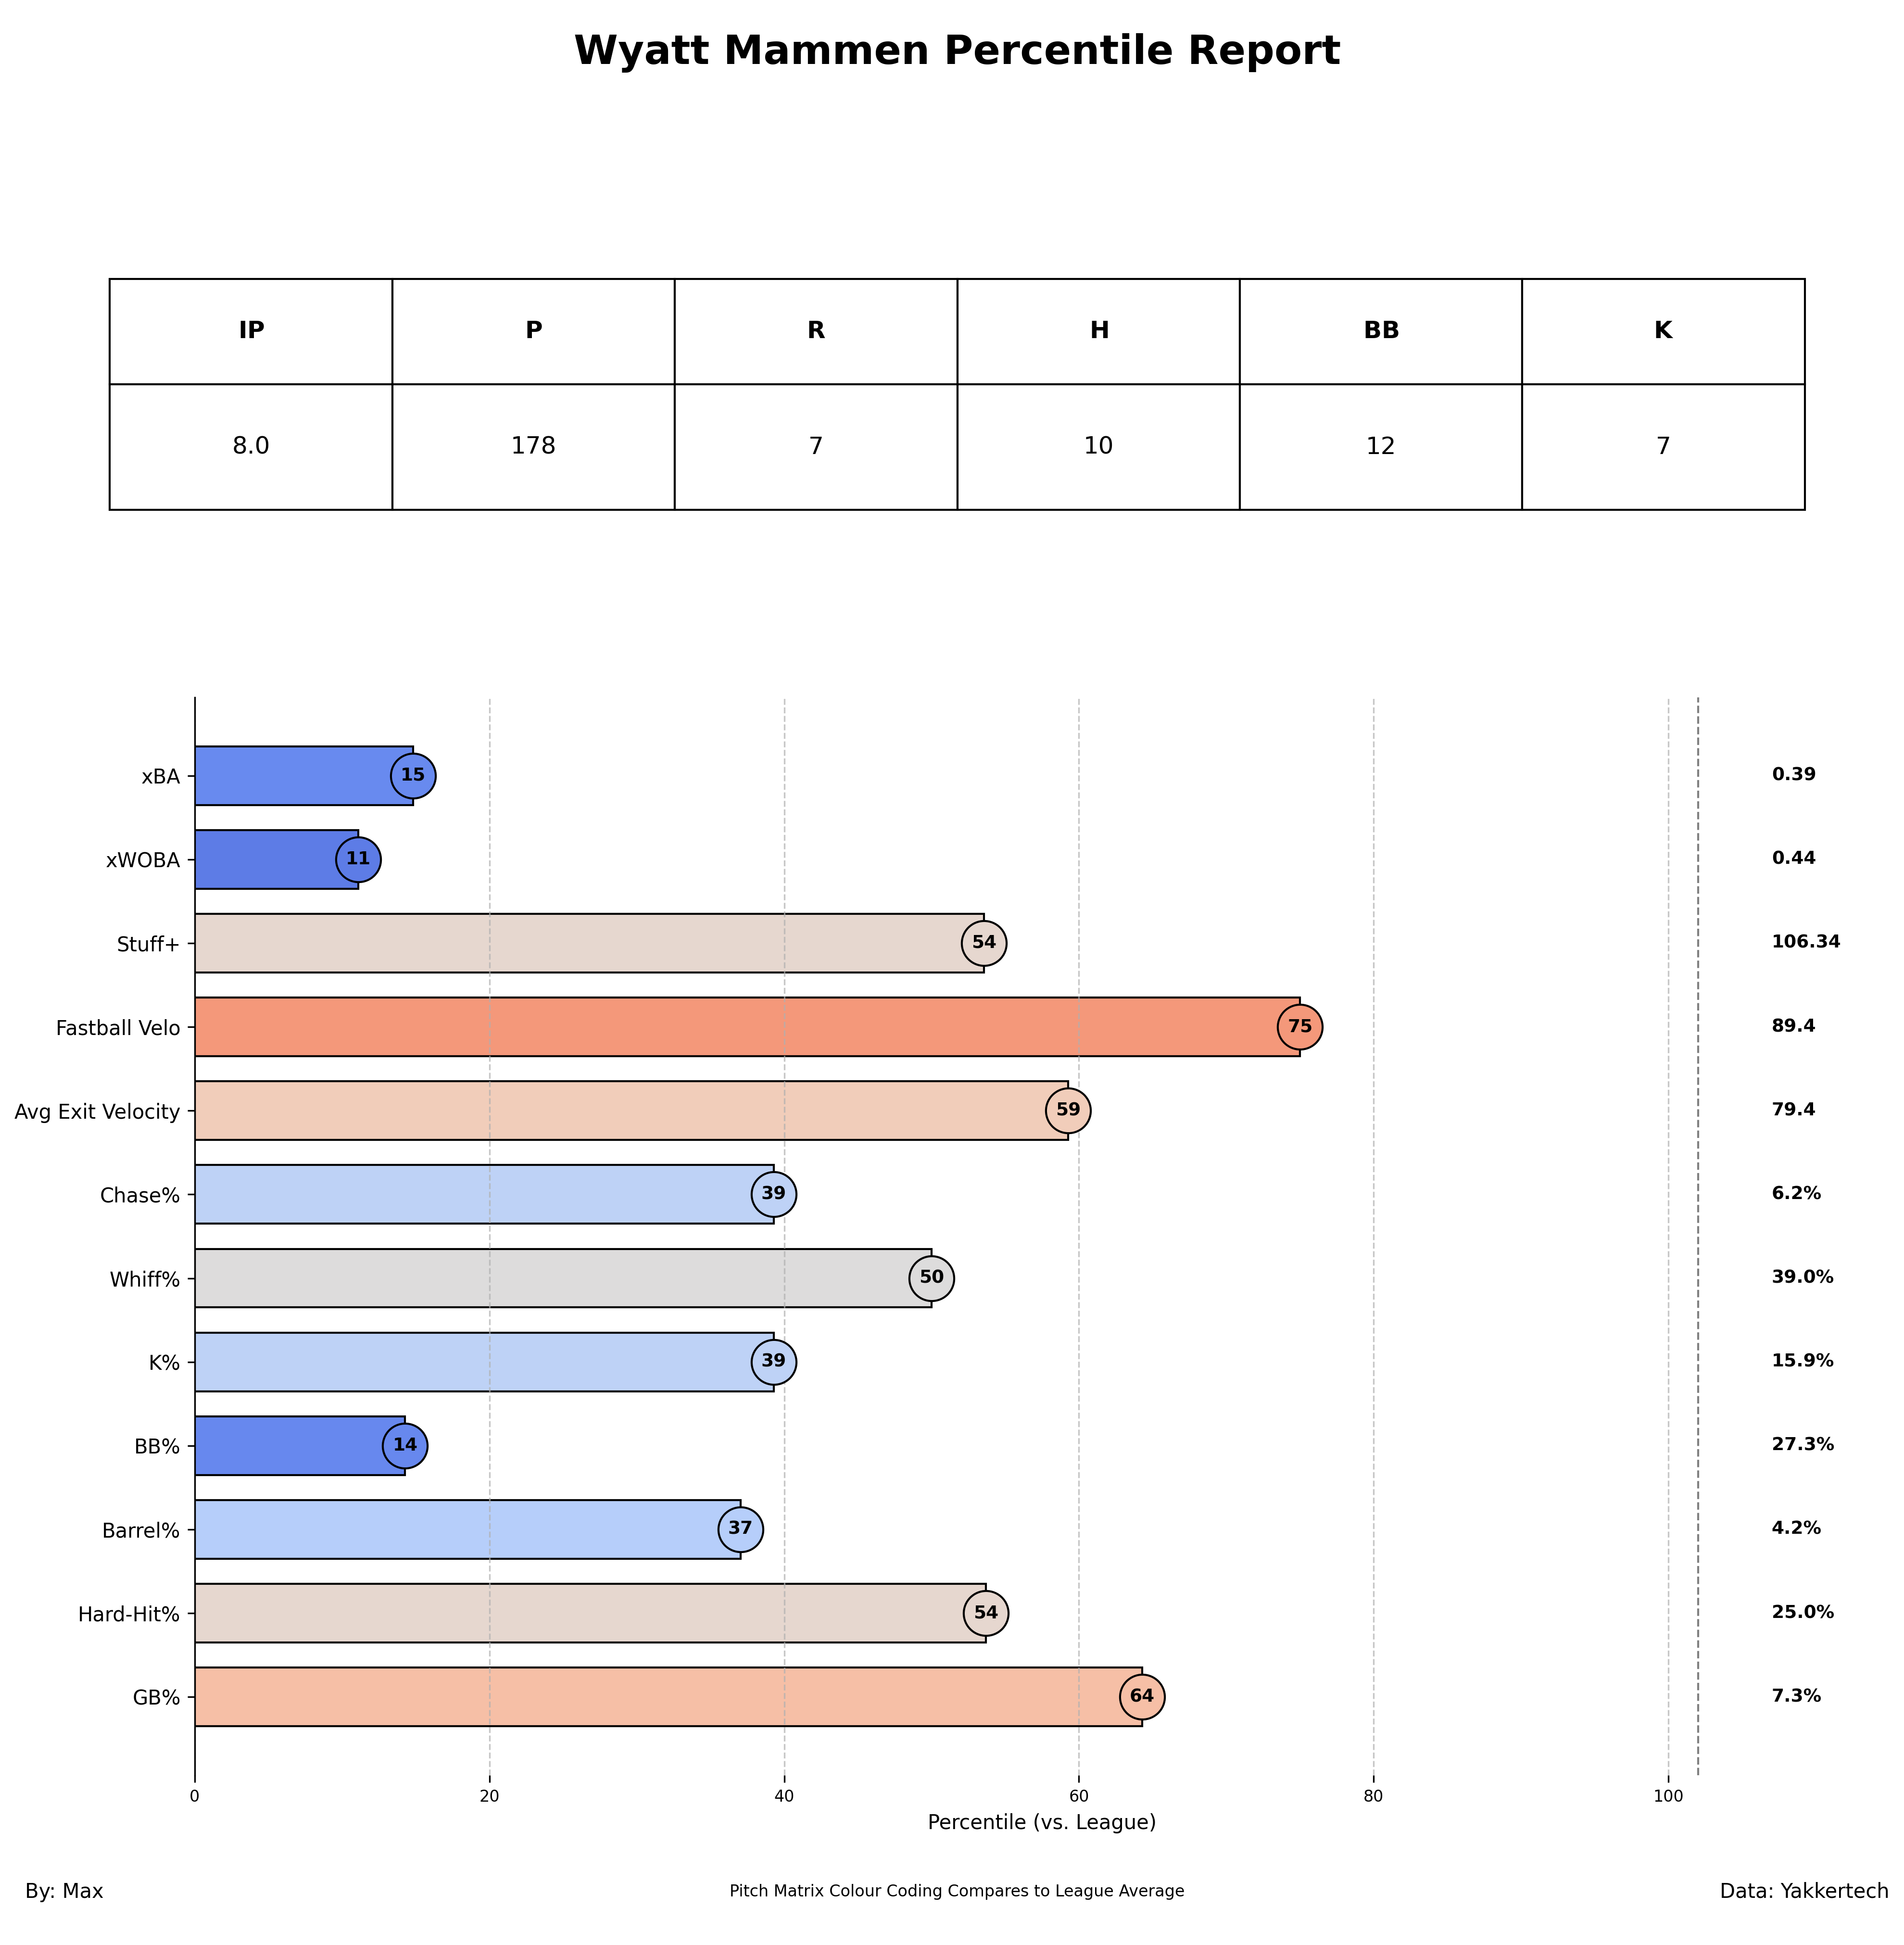 Wyatt Mammen Percentile Report
IP P R H BB K
8.0 178 7 10 12 7
xBA 15 0.39
xWOBA 11 0.44
Stuff+ 54 106.34
Fastball Velo 75 89.4
Avg Exit Velocity 59 79.4
Chase% 39 6.2%
Whiff% 50 39.0%
K% 39 15.9%
BB% 14 27.3%
Barrel% 37 4.2%
Hard-Hit% 54 25.0%
GB% 64 7.3%
0 20 40 60 80 100
Percentile (vs. League)
By: Max Pitch Matrix Colour Coding Compares to League Average Data: Yakkertech